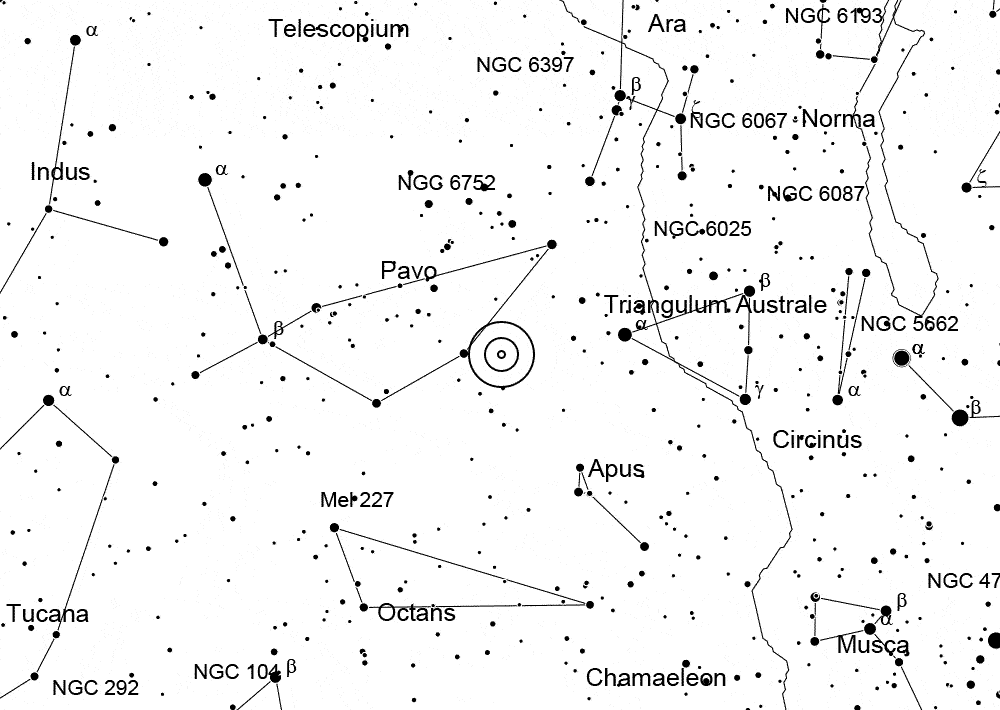 Telescopium
Ara
NGC 6193
α
NGC 6397
β
γ
ζ
NGC 6067
Norma
Indus
α
NGC 6752
NGC 6087
ζ
NGC 6025
Pavo
β
Triangulum Australe
α
β
NGC 5662
α
α
γ
α
β
Circinus
Apus
Mel 227
Tucana
Octans
NGC 47
β
α
Musca
NGC 104
β
NGC 292
Chamaeleon